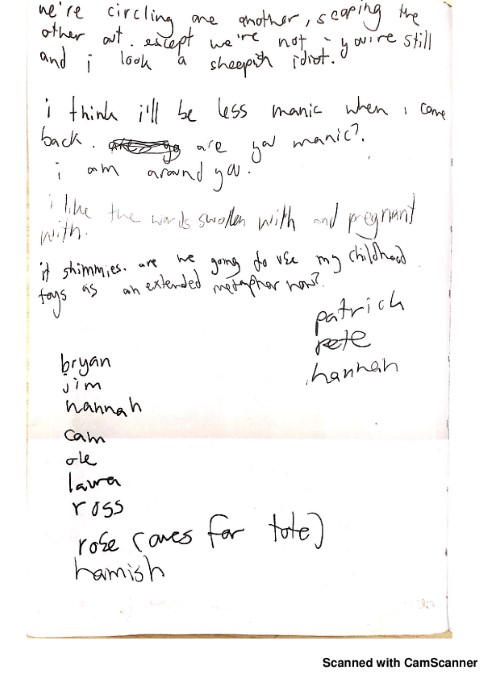 we're circling one another, scoping the
other out. except we're not – you're still
and i look a sheepish idiot.
i think i'll be less manic when i come
back. are you manic?
i am around you.
i like the words swollen with and pregnant
with.
it shimmies. are we going to use my childhood
toys as an extended metaphor now?
patrick
pete
hannah
bryan
jim
hannah
cam
ole
laura
ross
rose (owes for tote)
hamish
Scanned with CamScanner